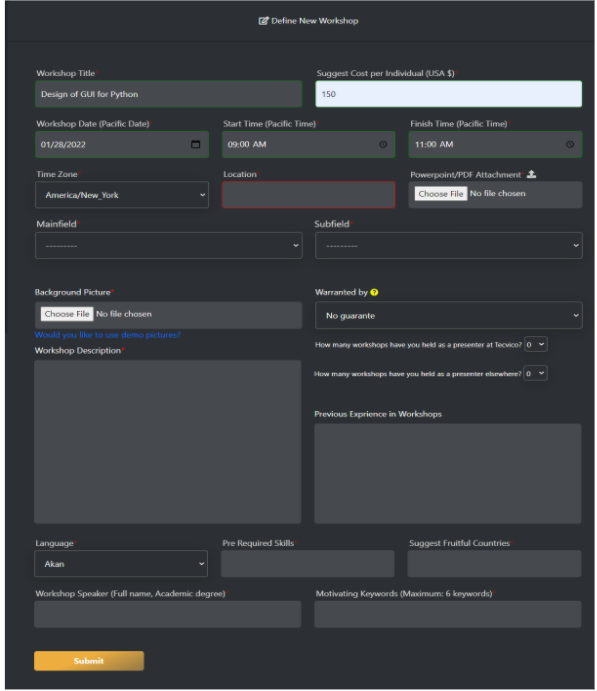 Define New Workshop
Workshop Title* Suggest Cost per Individual (USA $)*
Design of GUI for Python 150
Workshop Date (Pacific Date)* Start Time (Pacific Time)* Finish Time (Pacific Time)*
01/28/2022 09:00 AM 11:00 AM
Time Zone* Location* Powerpoint/PDF Attachment
America/New_York Choose File No file chosen
Mainfield* Subfield*
--------- ---------
Background Picture* Warranted by ?
Choose File No file chosen No guarante
Would you like to use demo pictures?
How many workshops have you held as a presenter at Tecvico? 0
Workshop Description*
How many workshops have you held as a presenter elsewhere? 0
Previous Exprience in Workshops
Language* Pre Required Skills* Suggest Fruitful Countries*
Akan
Workshop Speaker (Full name, Academic degree)* Motivating Keywords (Maximum: 6 keywords)*
Submit